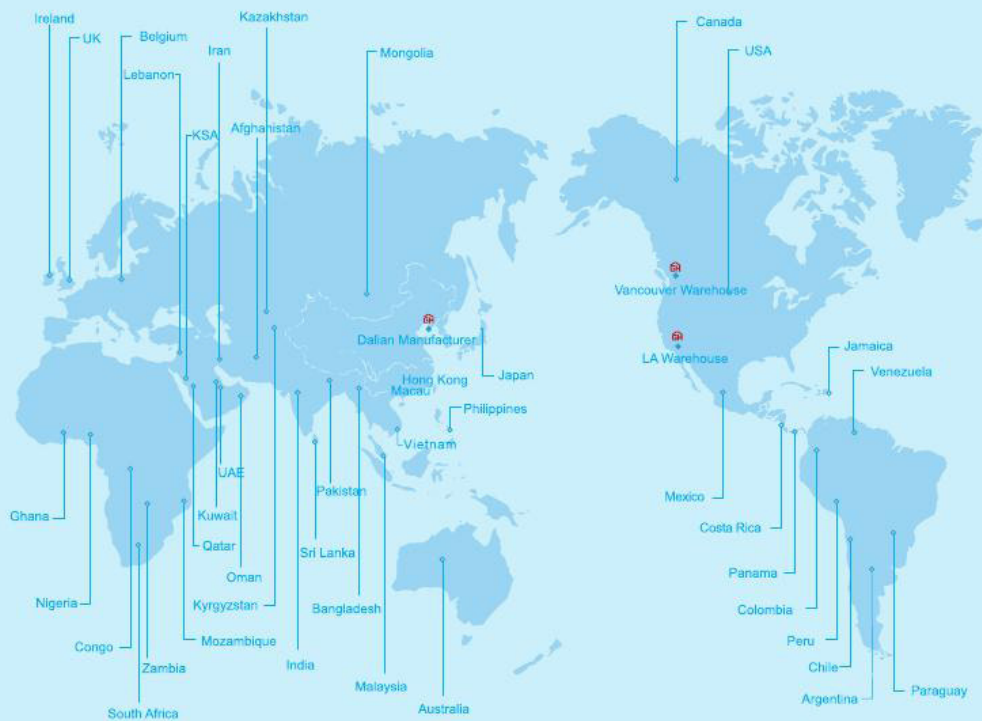 Ireland
Kazakhstan
Canada
UK
Belgium
Iran
Mongolia
USA
Lebanon
KSA
Afghanistan
Vancouver Warehouse
Dalian Manufacturer
LA Warehouse
Jamaica
Japan
Venezuela
Hong Kong
Macau
Philippines
Vietnam
UAE
Pakistan
Mexico
Ghana
Kuwait
Costa Rica
Qatar
Sri Lanka
Oman
Panama
Nigeria
Kyrgyzstan
Bangladesh
Colombia
Congo
Mozambique
Peru
Zambia
India
Chile
Malaysia
Argentina
Paraguay
South Africa
Australia